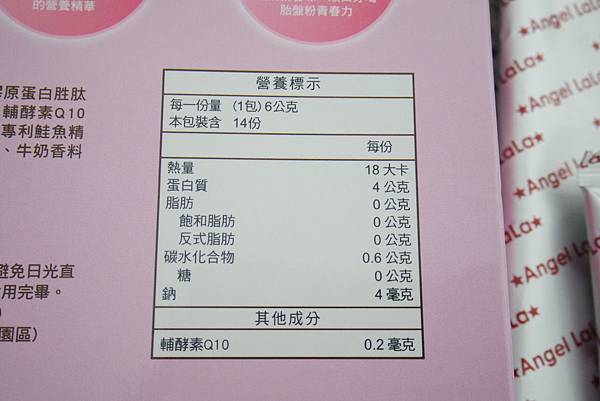 的營養精華
胎盤粉青春力
原蛋白胜肽
輔酵素Q10
專利鮭魚精
、牛奶香料
避免日光直
用完畢。
園區)
營養標示
每一份量 (1包) 6公克
本包裝含 14份
每份
熱量 18 大卡
蛋白質 4 公克
脂肪 0 公克
飽和脂肪 0 公克
反式脂肪 0 公克
碳水化合物 0.6 公克
糖 0 公克
鈉 4 毫克
其他成分
輔酵素Q10 0.2 毫克
Angel LaLa
★Angel LaLa★
★Angel LaLa
★Angel LaLa
★Angel LaLa